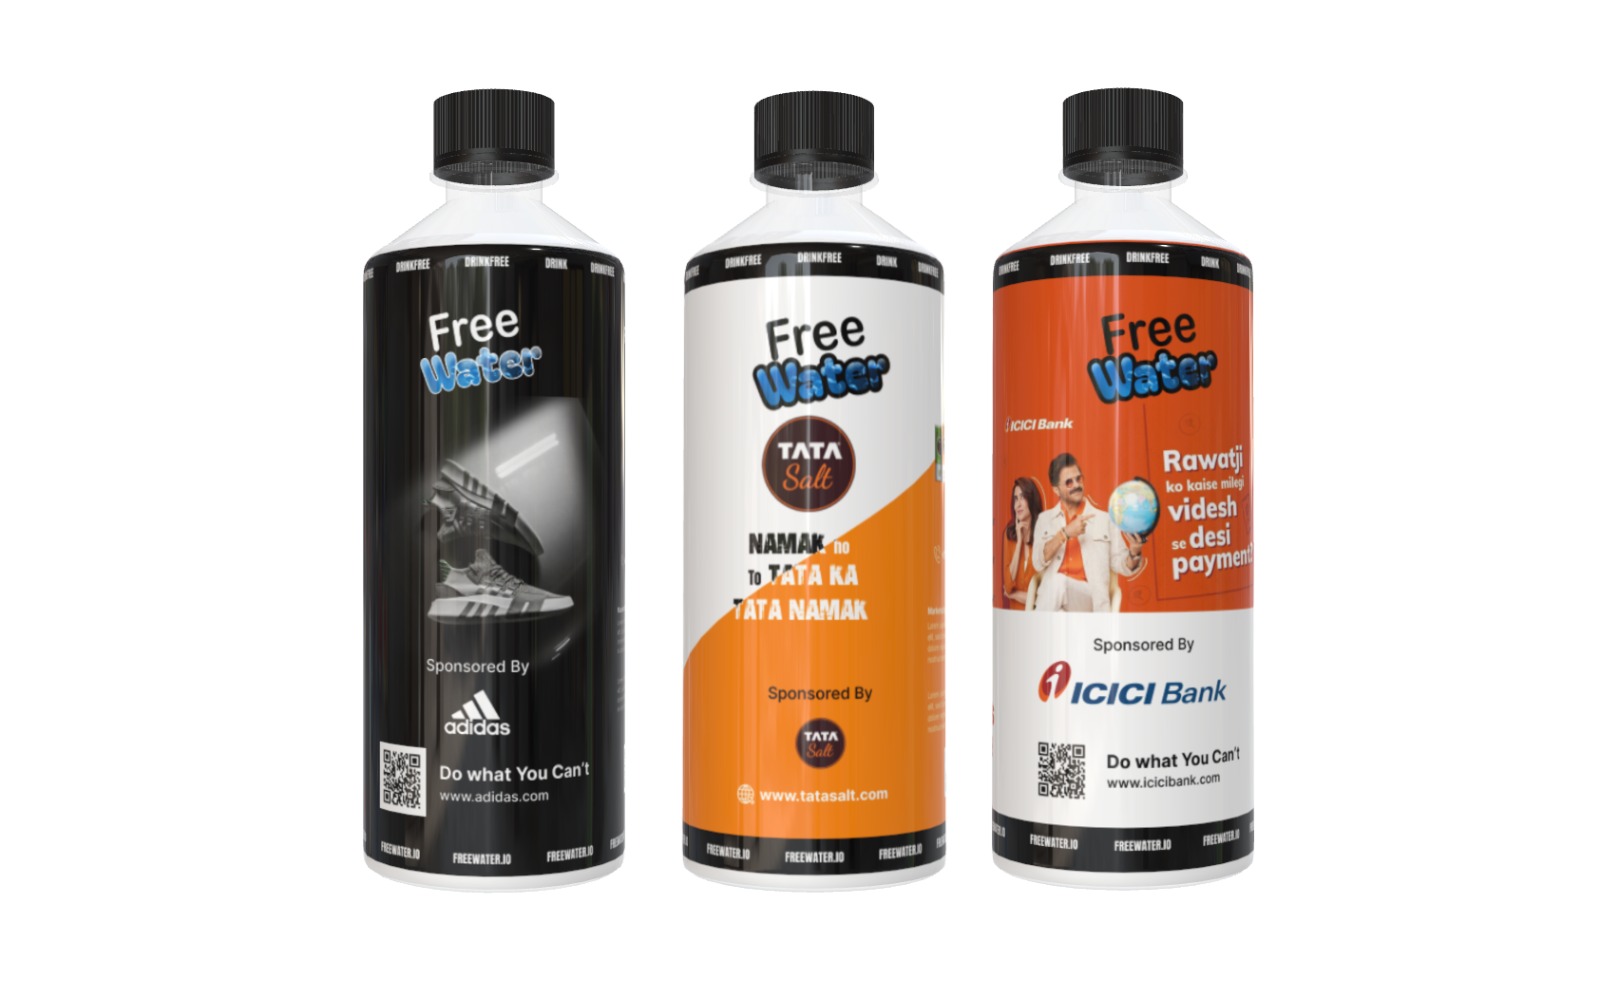 DRINKFREE DRINKFREE DRINK DRINKFREE
Free
Water
Sponsored By
adidas
Do what You Can't
www.adidas.com
FREEWATER.IO FREEWATER.IO FREEWATER.IO
DRINKFREE DRINKFREE DRINK DRINKFREE
Free
Water
TATA
Salt
NAMAK no
To TATA KA
TATA NAMAK
Sponsored By
TATA
Salt
www.tatasalt.com
FREEWATER.IO FREEWATER.IO FREEWATER.IO
DRINKFREE DRINKFREE DRINKFREE DRINK
Free
Water
ICICI Bank
Rawatji
ko kaise milegi
videsh
se desi
payment?
Sponsored By
ICICI Bank
Do what You Can't
www.icicibank.com
FREEWATER.IO FREEWATER.IO FREEWATER.IO